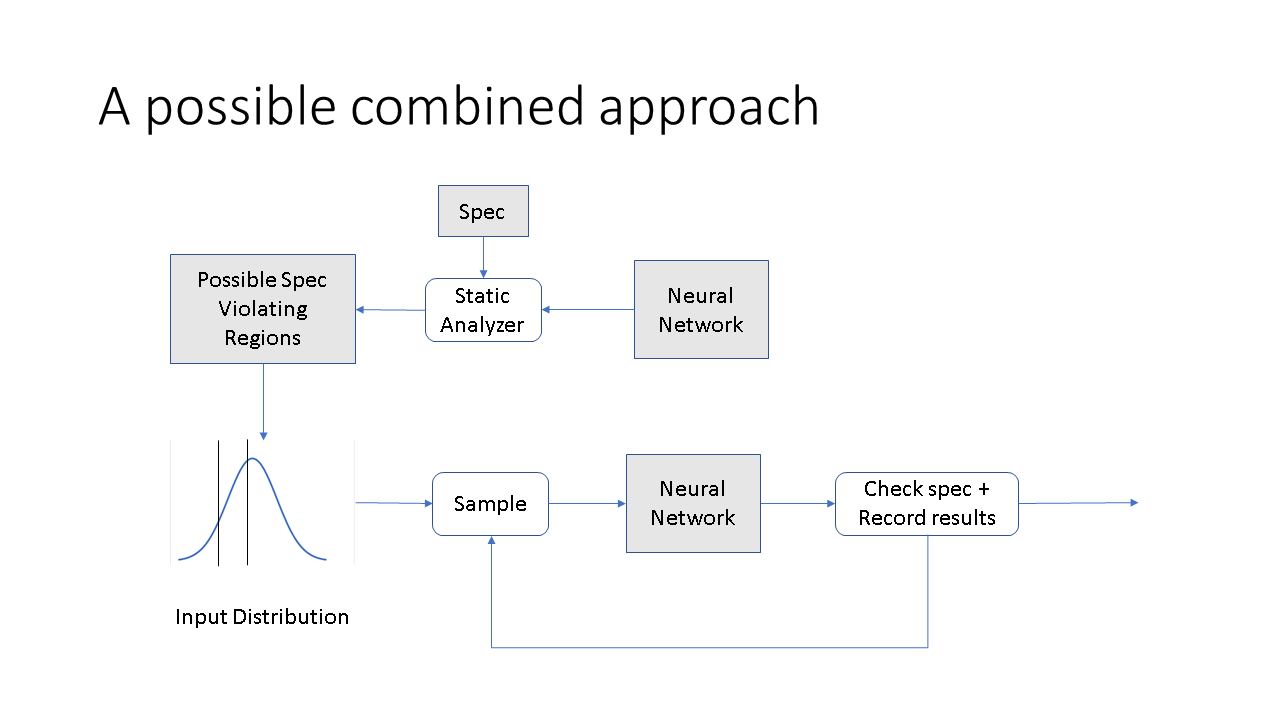 A possible combined approach
Spec
Possible Spec
Violating
Regions
Static
Analyzer
Neural
Network
Sample
Neural
Network
Check spec +
Record results
Input Distribution